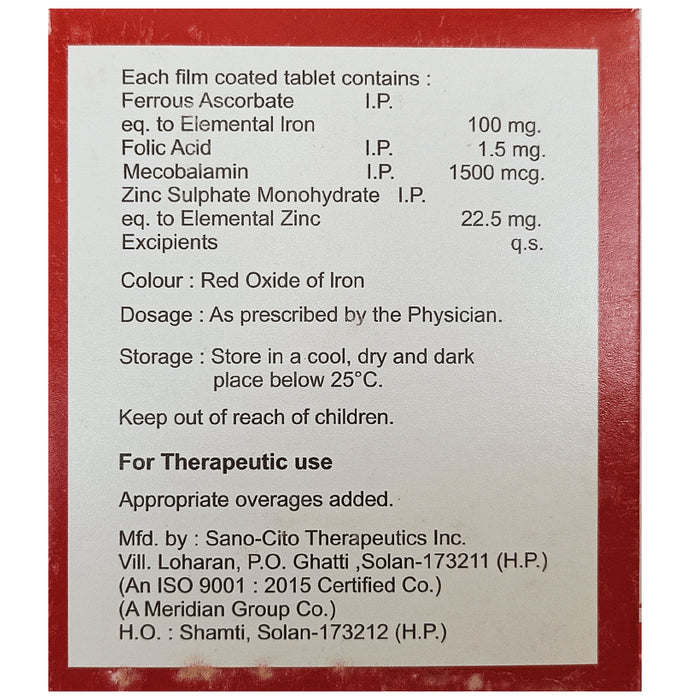 Each film coated tablet contains :
Ferrous Ascorbate I.P.
eq. to Elemental Iron 100 mg.
Folic Acid I.P. 1.5 mg.
Mecobalamin I.P. 1500 mcg.
Zinc Sulphate Monohydrate I.P.
eq. to Elemental Zinc 22.5 mg.
Excipients q.s.
Colour : Red Oxide of Iron
Dosage : As prescribed by the Physician.
Storage : Store in a cool, dry and dark
place below 25°C.
Keep out of reach of children.
For Therapeutic use
Appropriate overages added.
Mfd. by : Sano-Cito Therapeutics Inc.
Vill. Loharan, P.O. Ghatti ,Solan-173211 (H.P.)
(An ISO 9001 : 2015 Certified Co.)
(A Meridian Group Co.)
H.O. : Shamti, Solan-173212 (H.P.)